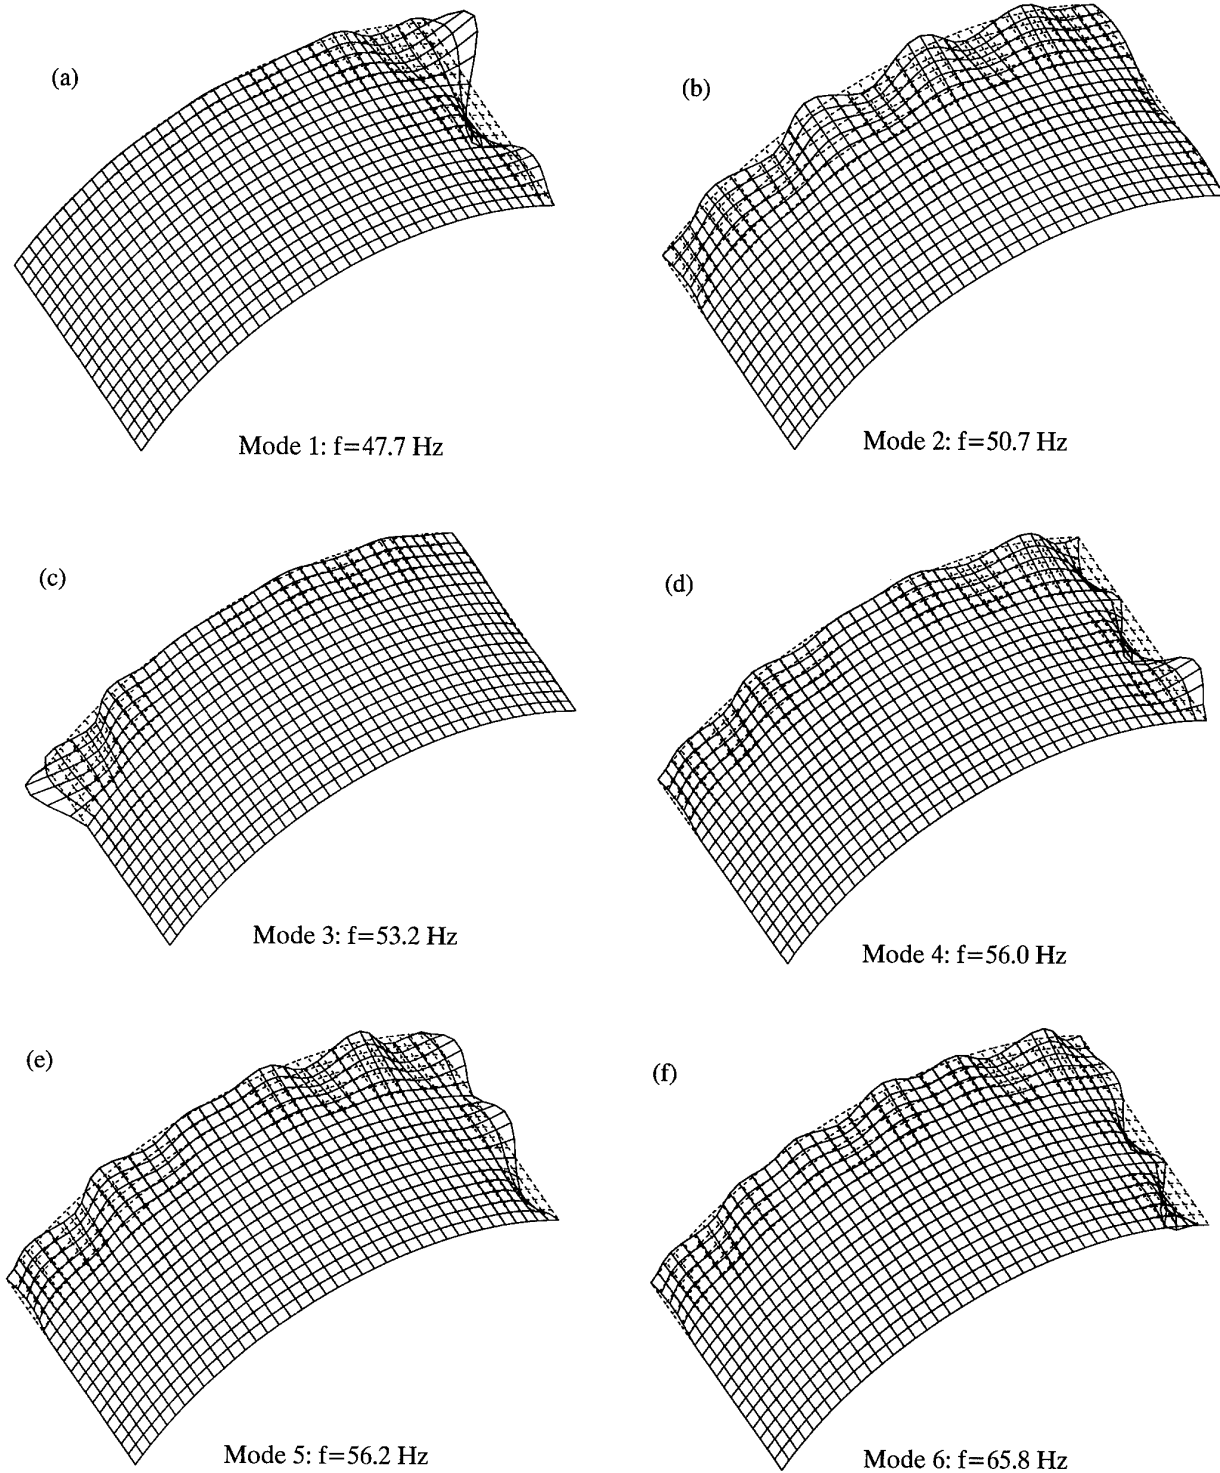 (a)
(b)
Mode 1: f=47.7 Hz
Mode 2: f=50.7 Hz
(c)
(d)
Mode 3: f=53.2 Hz
Mode 4: f=56.0 Hz
(e)
(f)
Mode 5: f=56.2 Hz
Mode 6: f=65.8 Hz